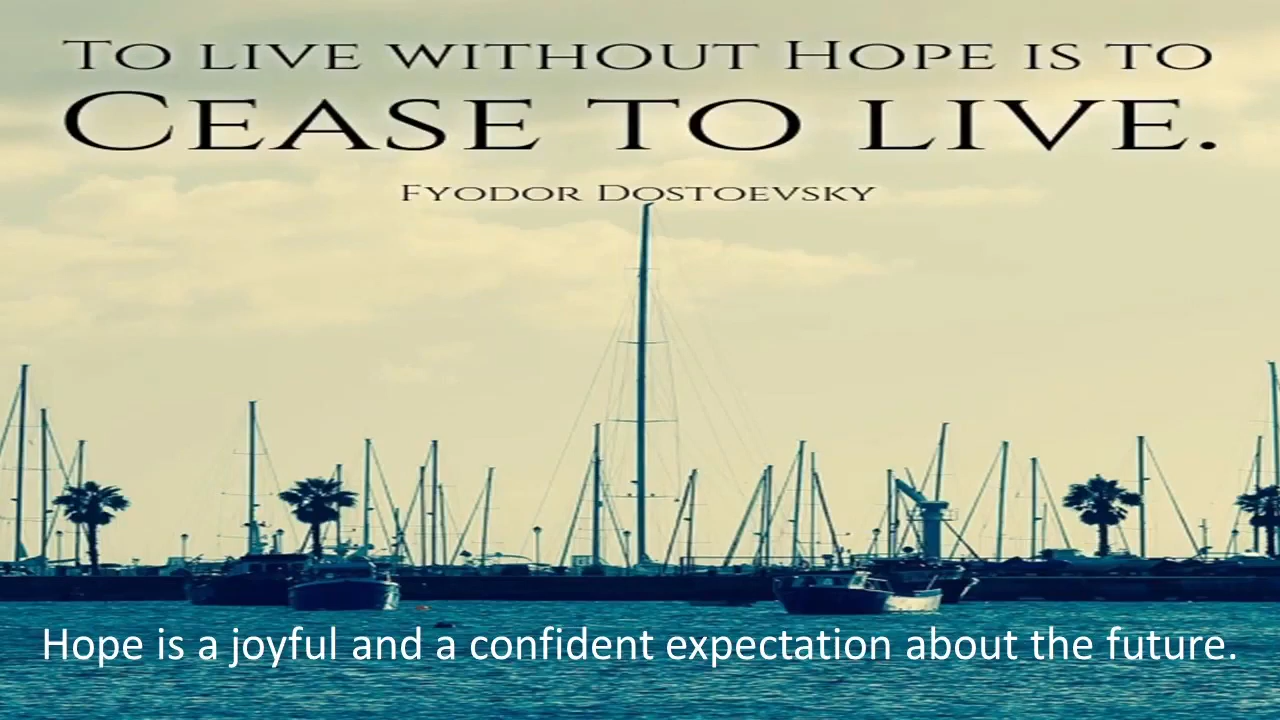 To live without Hope is to
Cease to live.
Fyodor Dostoevsky
Hope is a joyful and a confident expectation about the future.